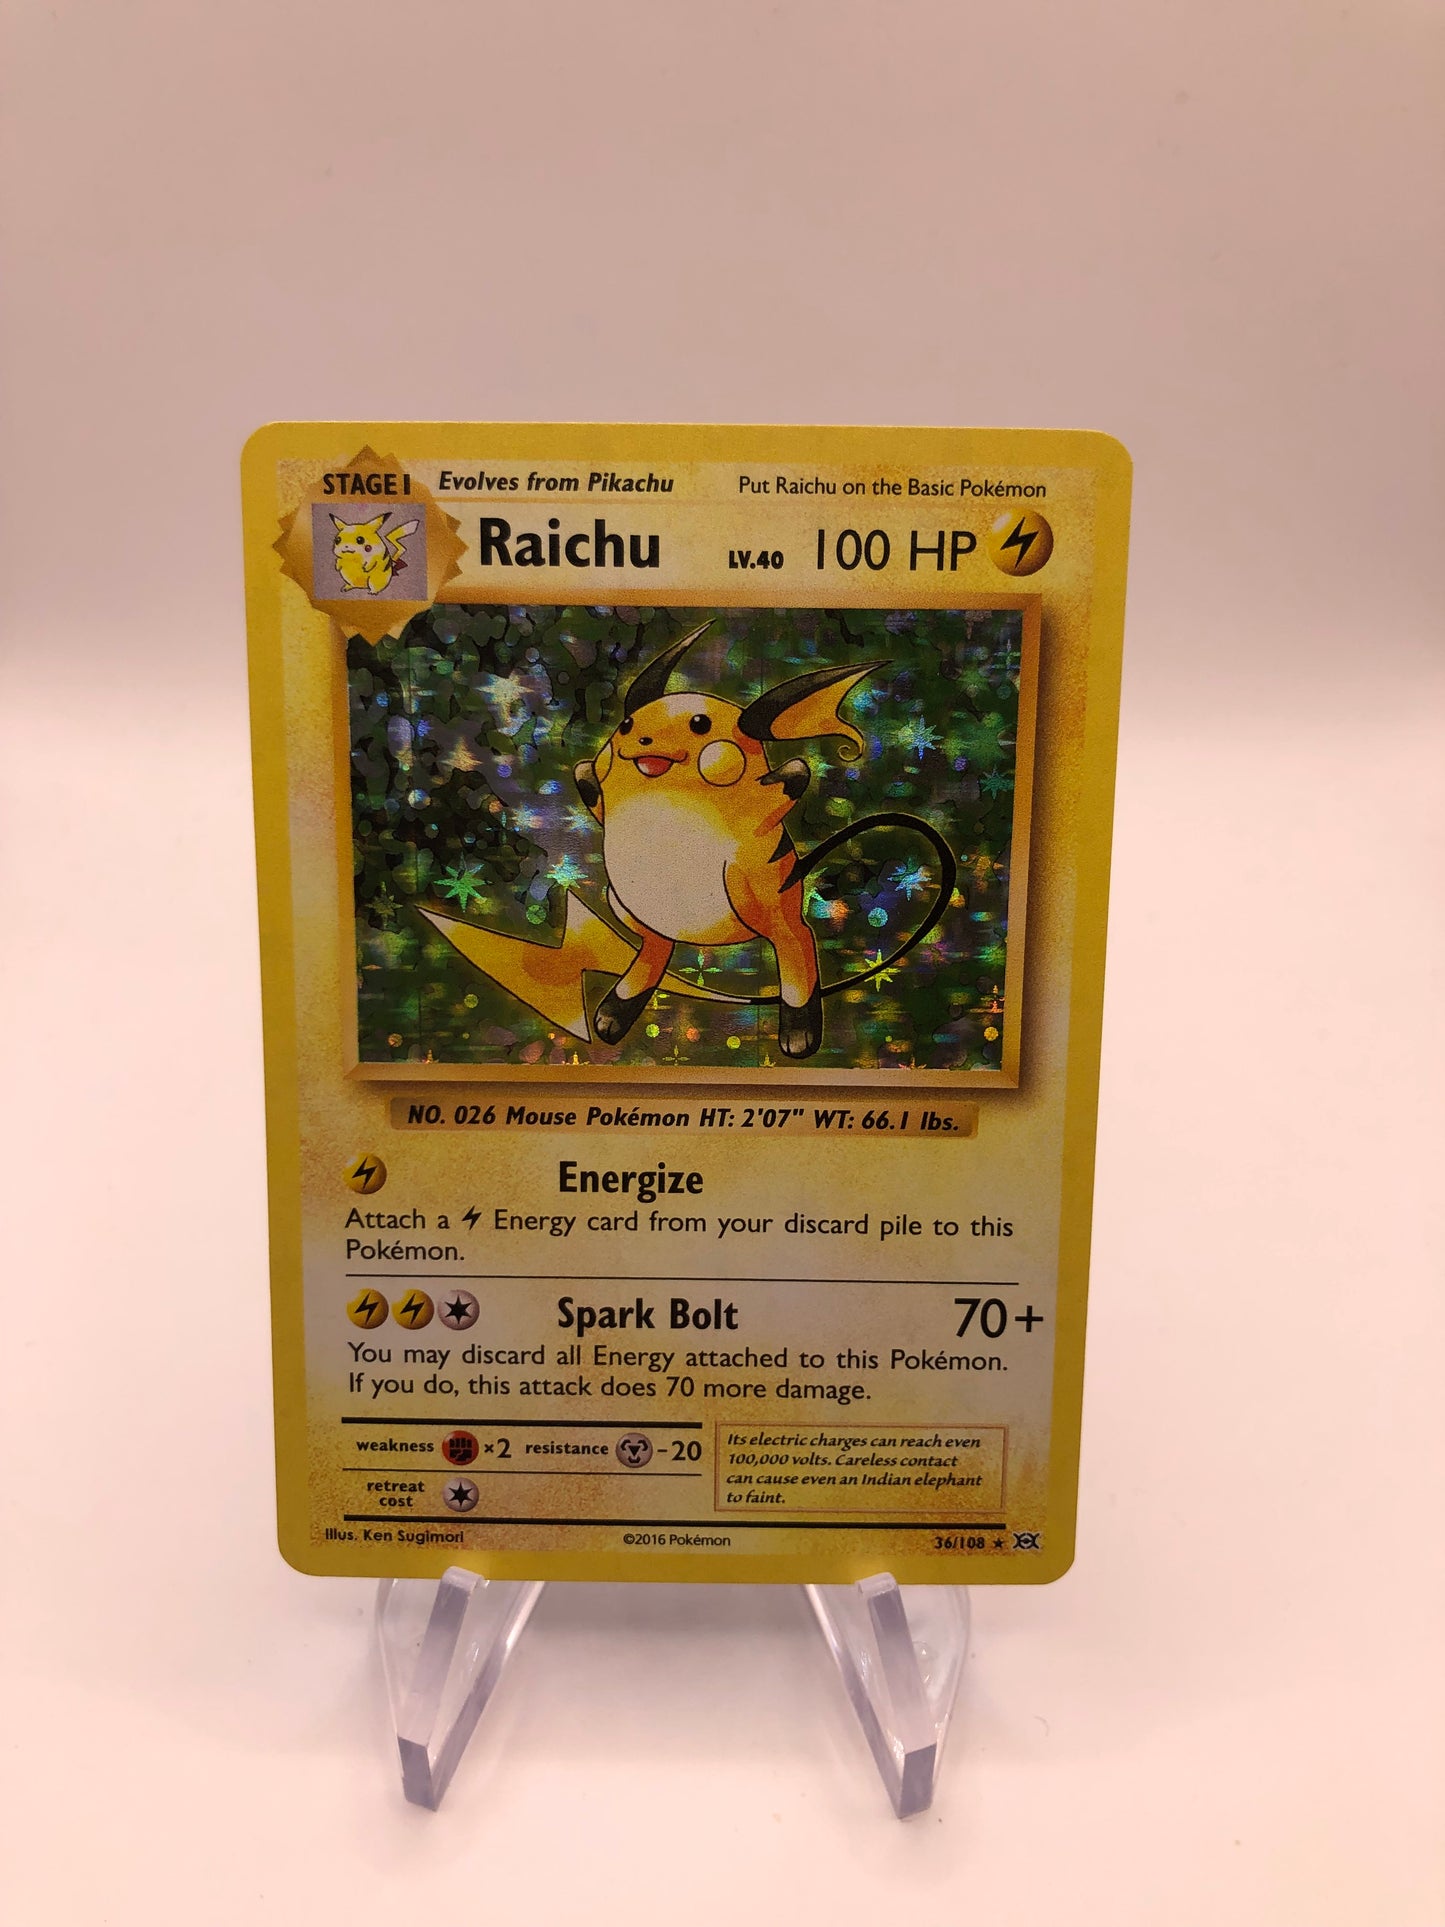 STAGE 1 Evolves from Pikachu Put Raichu on the Basic Pokémon
Raichu LV.40 100 HP
NO. 026 Mouse Pokémon HT: 2'07" WT: 66.1 lbs.
Energize
Attach a Energy card from your discard pile to this
Pokémon.
Spark Bolt 70+
You may discard all Energy attached to this Pokémon.
If you do, this attack does 70 more damage.
weakness ×2 resistance -20
retreat
cost
Its electric charges can reach even
100,000 volts. Careless contact
can cause even an Indian elephant
to faint.
Illus. Ken Sugimori ©2016 Pokémon 36/108 ★